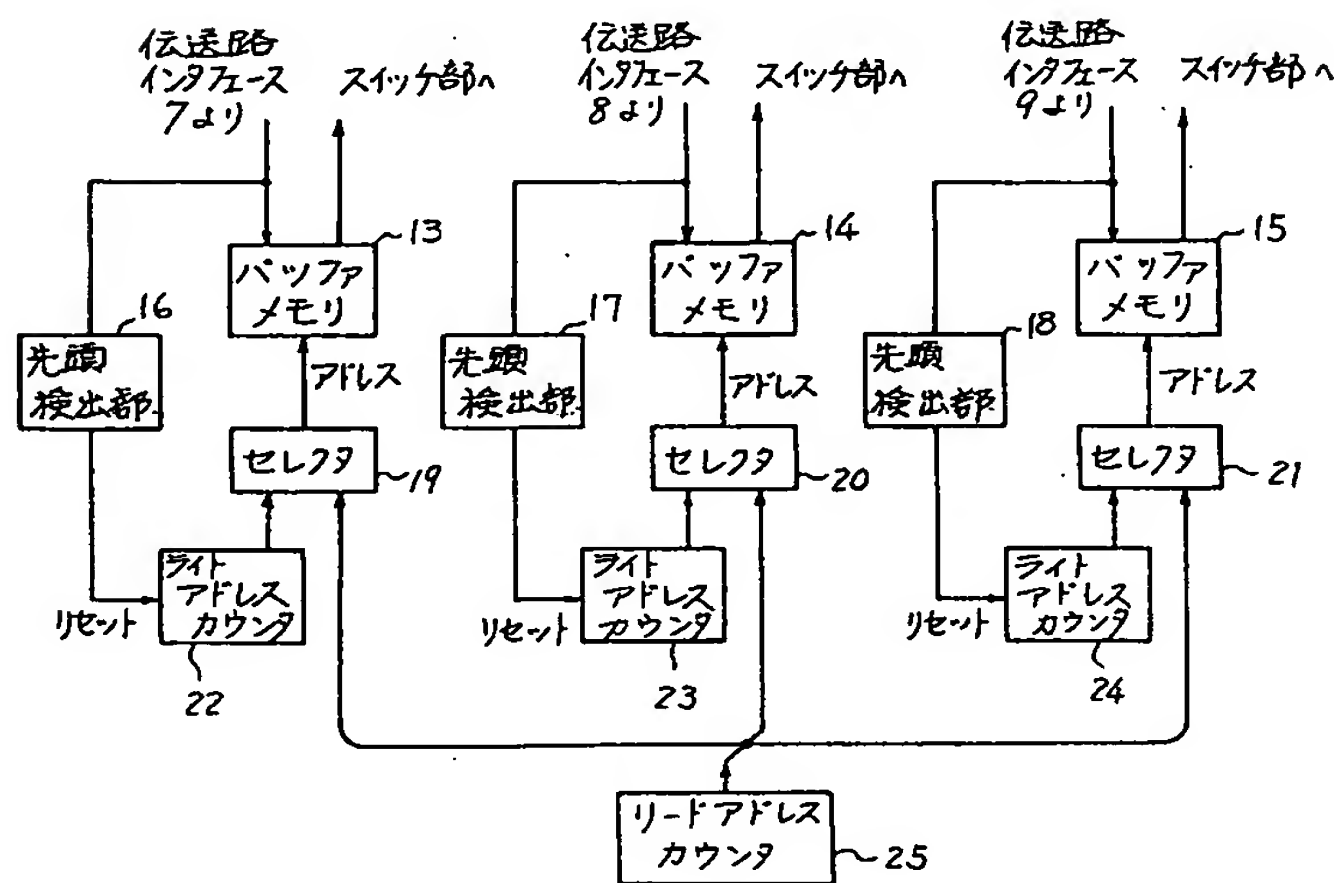 伝送路
インタフェース
7より
スイッチ部へ
伝送路
インタフェース
8より
スイッチ部へ
伝送路
インタフェース
9より
スイッチ部へ
13
バッファ
メモリ
14
バッファ
メモリ
15
バッファ
メモリ
16
先頭
検出部
アドレス
17
先頭
検出部
アドレス
18
先頭
検出部
アドレス
セレクタ
19
セレクタ
20
セレクタ
21
ライト
アドレス
カウンタ
リセット
22
ライト
アドレス
カウンタ
リセット
23
ライト
アドレス
カウンタ
リセット
24
リードアドレス
カウンタ
25